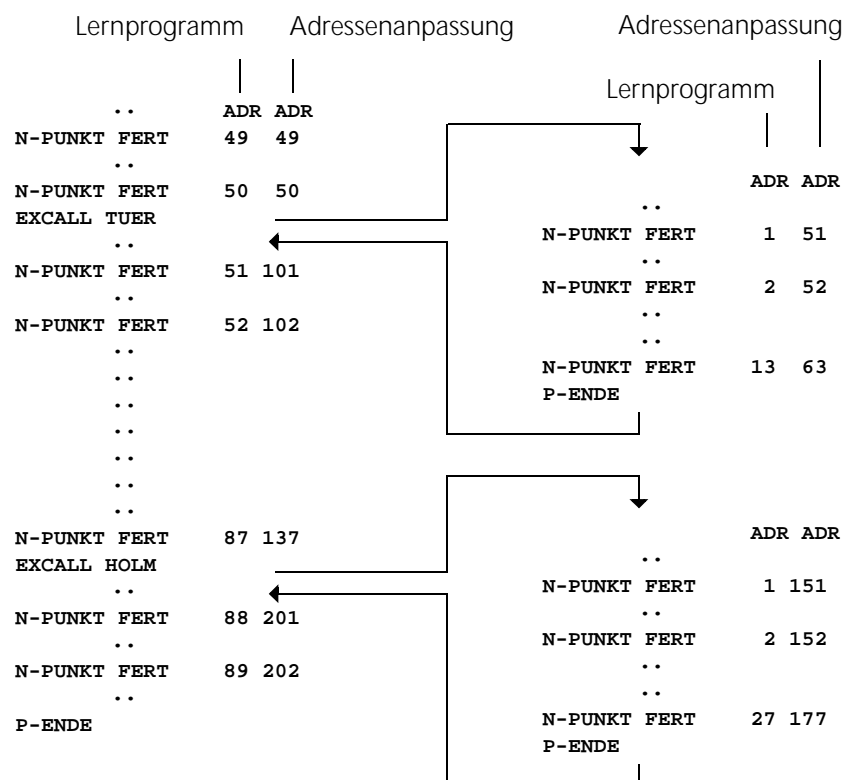 Lernprogramm Adressenanpassung
.. ADR ADR
N-PUNKT FERT 49 49
..
N-PUNKT FERT 50 50
EXCALL TUER
..
N-PUNKT FERT 51 101
..
N-PUNKT FERT 52 102
..
..
..
..
..
..
..
N-PUNKT FERT 87 137
EXCALL HOLM
..
N-PUNKT FERT 88 201
..
N-PUNKT FERT 89 202
..
P-ENDE
Adressenanpassung
Lernprogramm
ADR ADR
..
N-PUNKT FERT 1 51
..
N-PUNKT FERT 2 52
..
..
N-PUNKT FERT 13 63
P-ENDE
ADR ADR
..
N-PUNKT FERT 1 151
..
N-PUNKT FERT 2 152
..
..
N-PUNKT FERT 27 177
P-ENDE